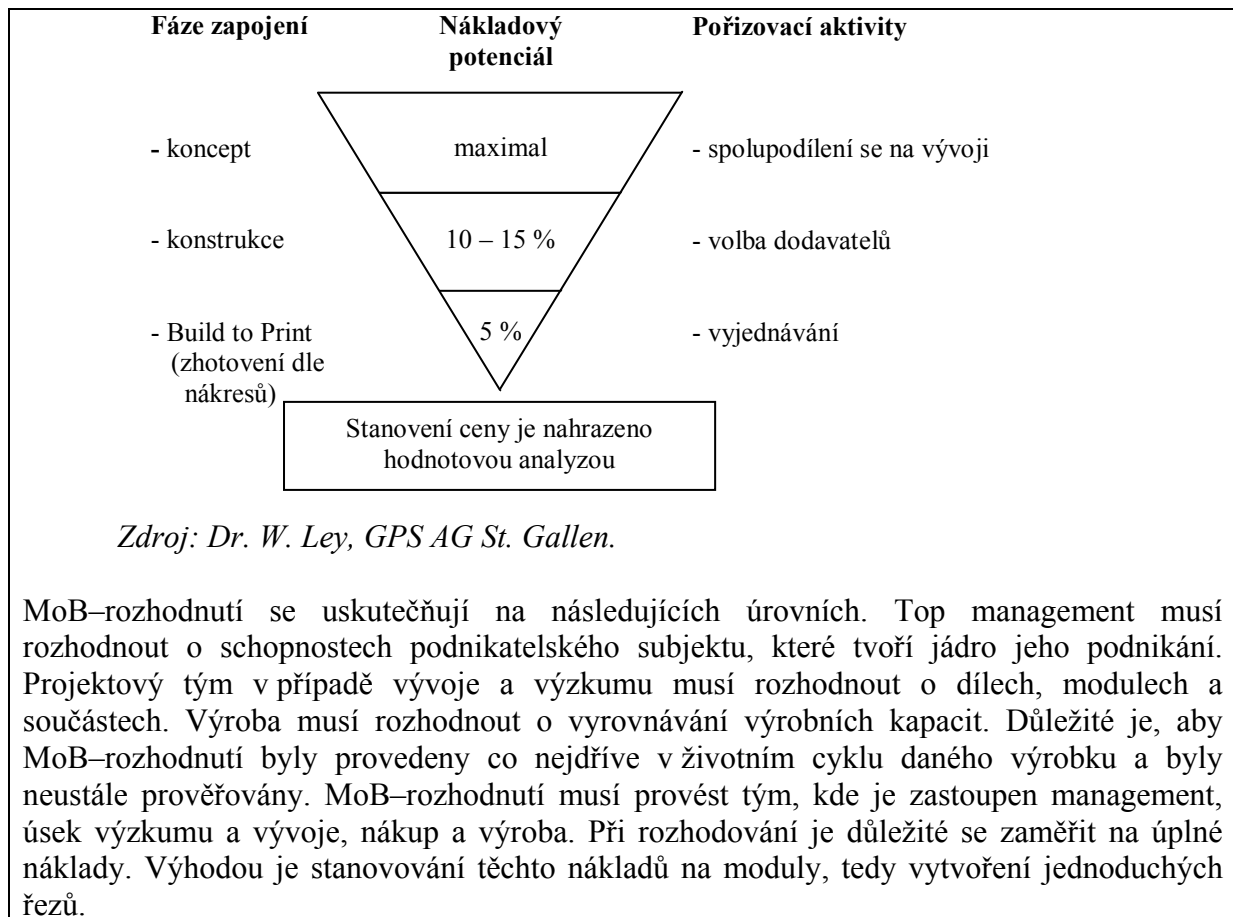 Fáze zapojení Nákladový potenciál Pořizovací aktivity
- koncept maximal - spolupodílení se na vývoji
- konstrukce 10 – 15 % - volba dodavatelů
- Build to Print 5 % - vyjednávání
(zhotovení dle
nákresů)
Stanovení ceny je nahrazeno
hodnotovou analyzou
Zdroj: Dr. W. Ley, GPS AG St. Gallen.
MoB–rozhodnutí se uskutečňují na následujících úrovních. Top management musí
rozhodnout o schopnostech podnikatelského subjektu, které tvoří jádro jeho podnikání.
Projektový tým v případě vývoje a výzkumu musí rozhodnout o dílech, modulech a
součástech. Výroba musí rozhodnout o vyrovnávání výrobních kapacit. Důležité je, aby
MoB–rozhodnutí byly provedeny co nejdříve v životním cyklu daného výrobku a byly
neustále prověřovány. MoB–rozhodnutí musí provést tým, kde je zastoupen management,
úsek výzkumu a vývoje, nákup a výroba. Při rozhodování je důležité se zaměřit na úplné
náklady. Výhodou je stanovování těchto nákladů na moduly, tedy vytvoření jednoduchých
řezů.